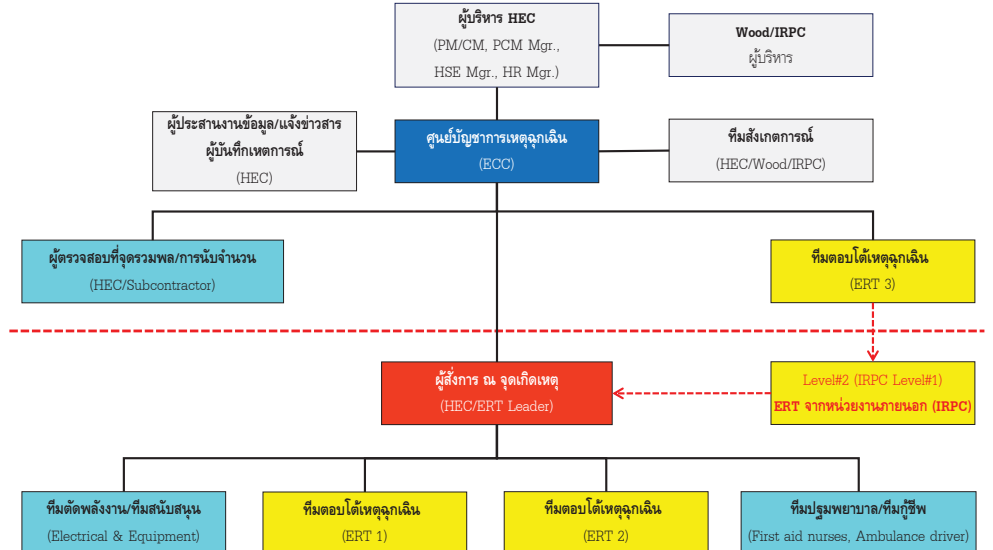 ผู้บริหาร HEC
(PM/CM, PCM Mgr.,
HSE Mgr., HR Mgr.)
Wood/IRPC
ผู้บริหาร
ผู้ประสานงานข้อมูล/แจ้งข่าวสาร
ผู้บันทึกเหตการณ์
(HEC)
ศูนย์บัญชาการเหตุฉุกเฉิน
(ECC)
ทีมสังเกตการณ์
(HEC/Wood/IRPC)
ผู้ตรวจสอบที่จุดรวมพล/การนับจำนวน
(HEC/Subcontractor)
ทีมตอบโต้เหตุฉุกเฉิน
(ERT 3)
ผู้สั่งการ ณ จุดเกิดเหตุ
(HEC/ERT Leader)
Level#2 (IRPC Level#1)
ERT จากหน่วยงานภายนอก (IRPC)
ทีมตัดพลังงาน/ทีมสนับสนุน
(Electrical & Equipment)
ทีมตอบโต้เหตุฉุกเฉิน
(ERT 1)
ทีมตอบโต้เหตุฉุกเฉิน
(ERT 2)
ทีมปฐมพยาบาล/ทีมกู้ชีพ
(First aid nurses, Ambulance driver)